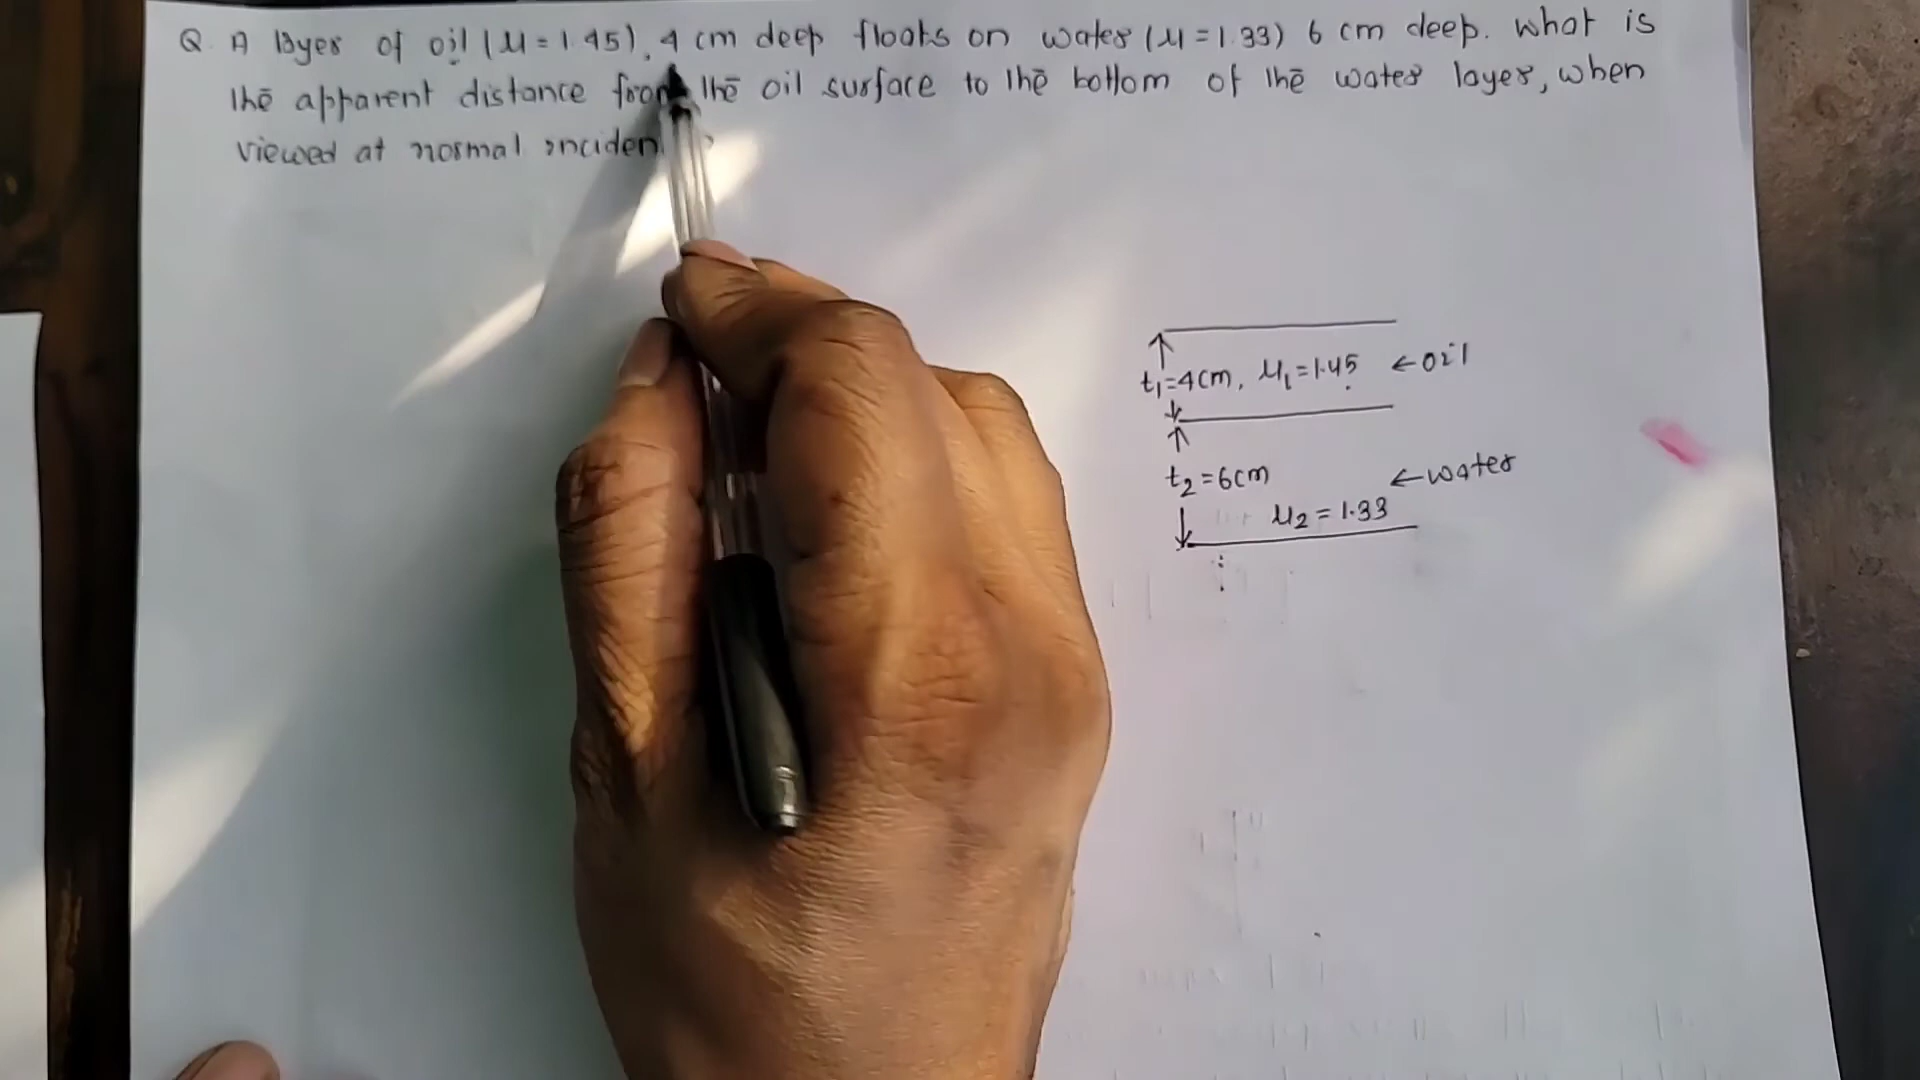 Q. A layer of oil (μ = 1.45), 4 cm deep floats on water (μ = 1.33) 6 cm deep. what is
the apparent distance from the oil surface to the bottom of the water layer, when
viewed at normal inciden
t₁=4cm, μ₁=1.45 ←oil
t₂=6cm ←water
μ₂ = 1.33